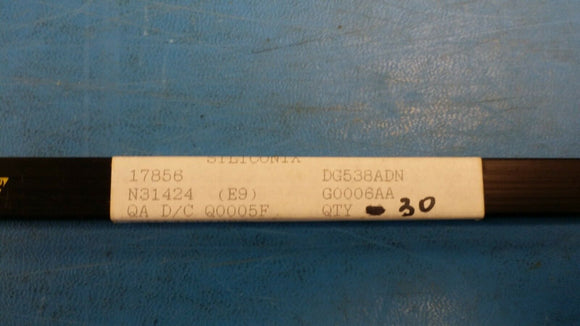 SILICONIX
17856 DG538ADN
N31424 (E9) G0006AA
QA D/C Q0005F QTY 30